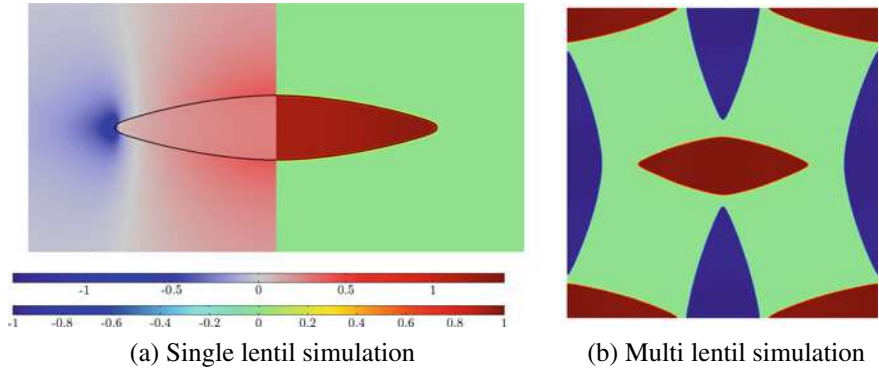 -1 -0.5 0 0.5 1
-1 -0.8 -0.6 -0.4 -0.2 0 0.2 0.4 0.6 0.8 1
(a) Single lentil simulation
(b) Multi lentil simulation